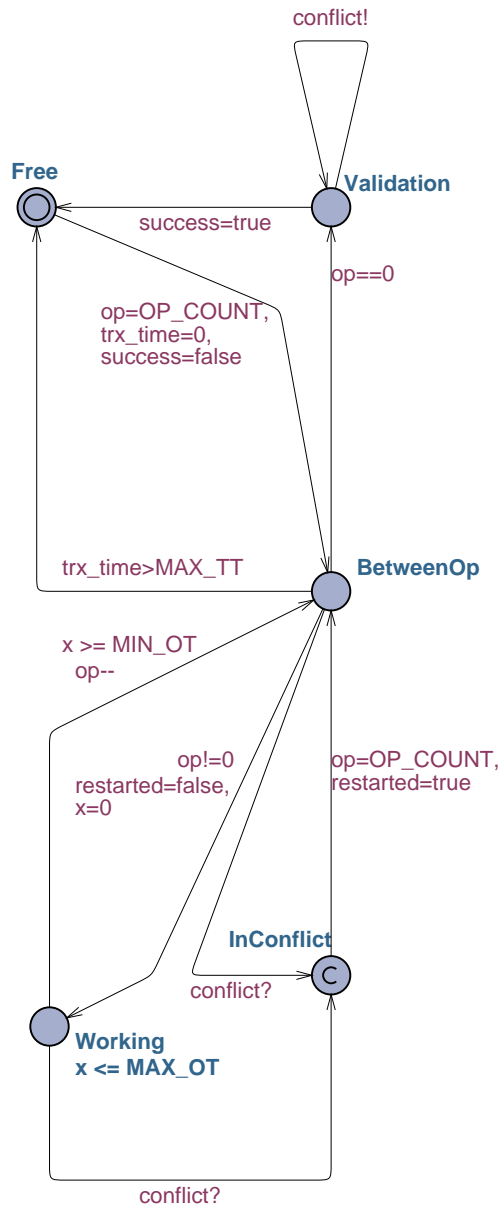 conflict!
Free
Validation
success=true
op==0
op=OP_COUNT,
trx_time=0,
success=false
trx_time>MAX_TT
BetweenOp
x >= MIN_OT
op--
op!=0
restarted=false,
x=0
op=OP_COUNT,
restarted=true
InConflict
C
conflict?
Working
x <= MAX_OT
conflict?